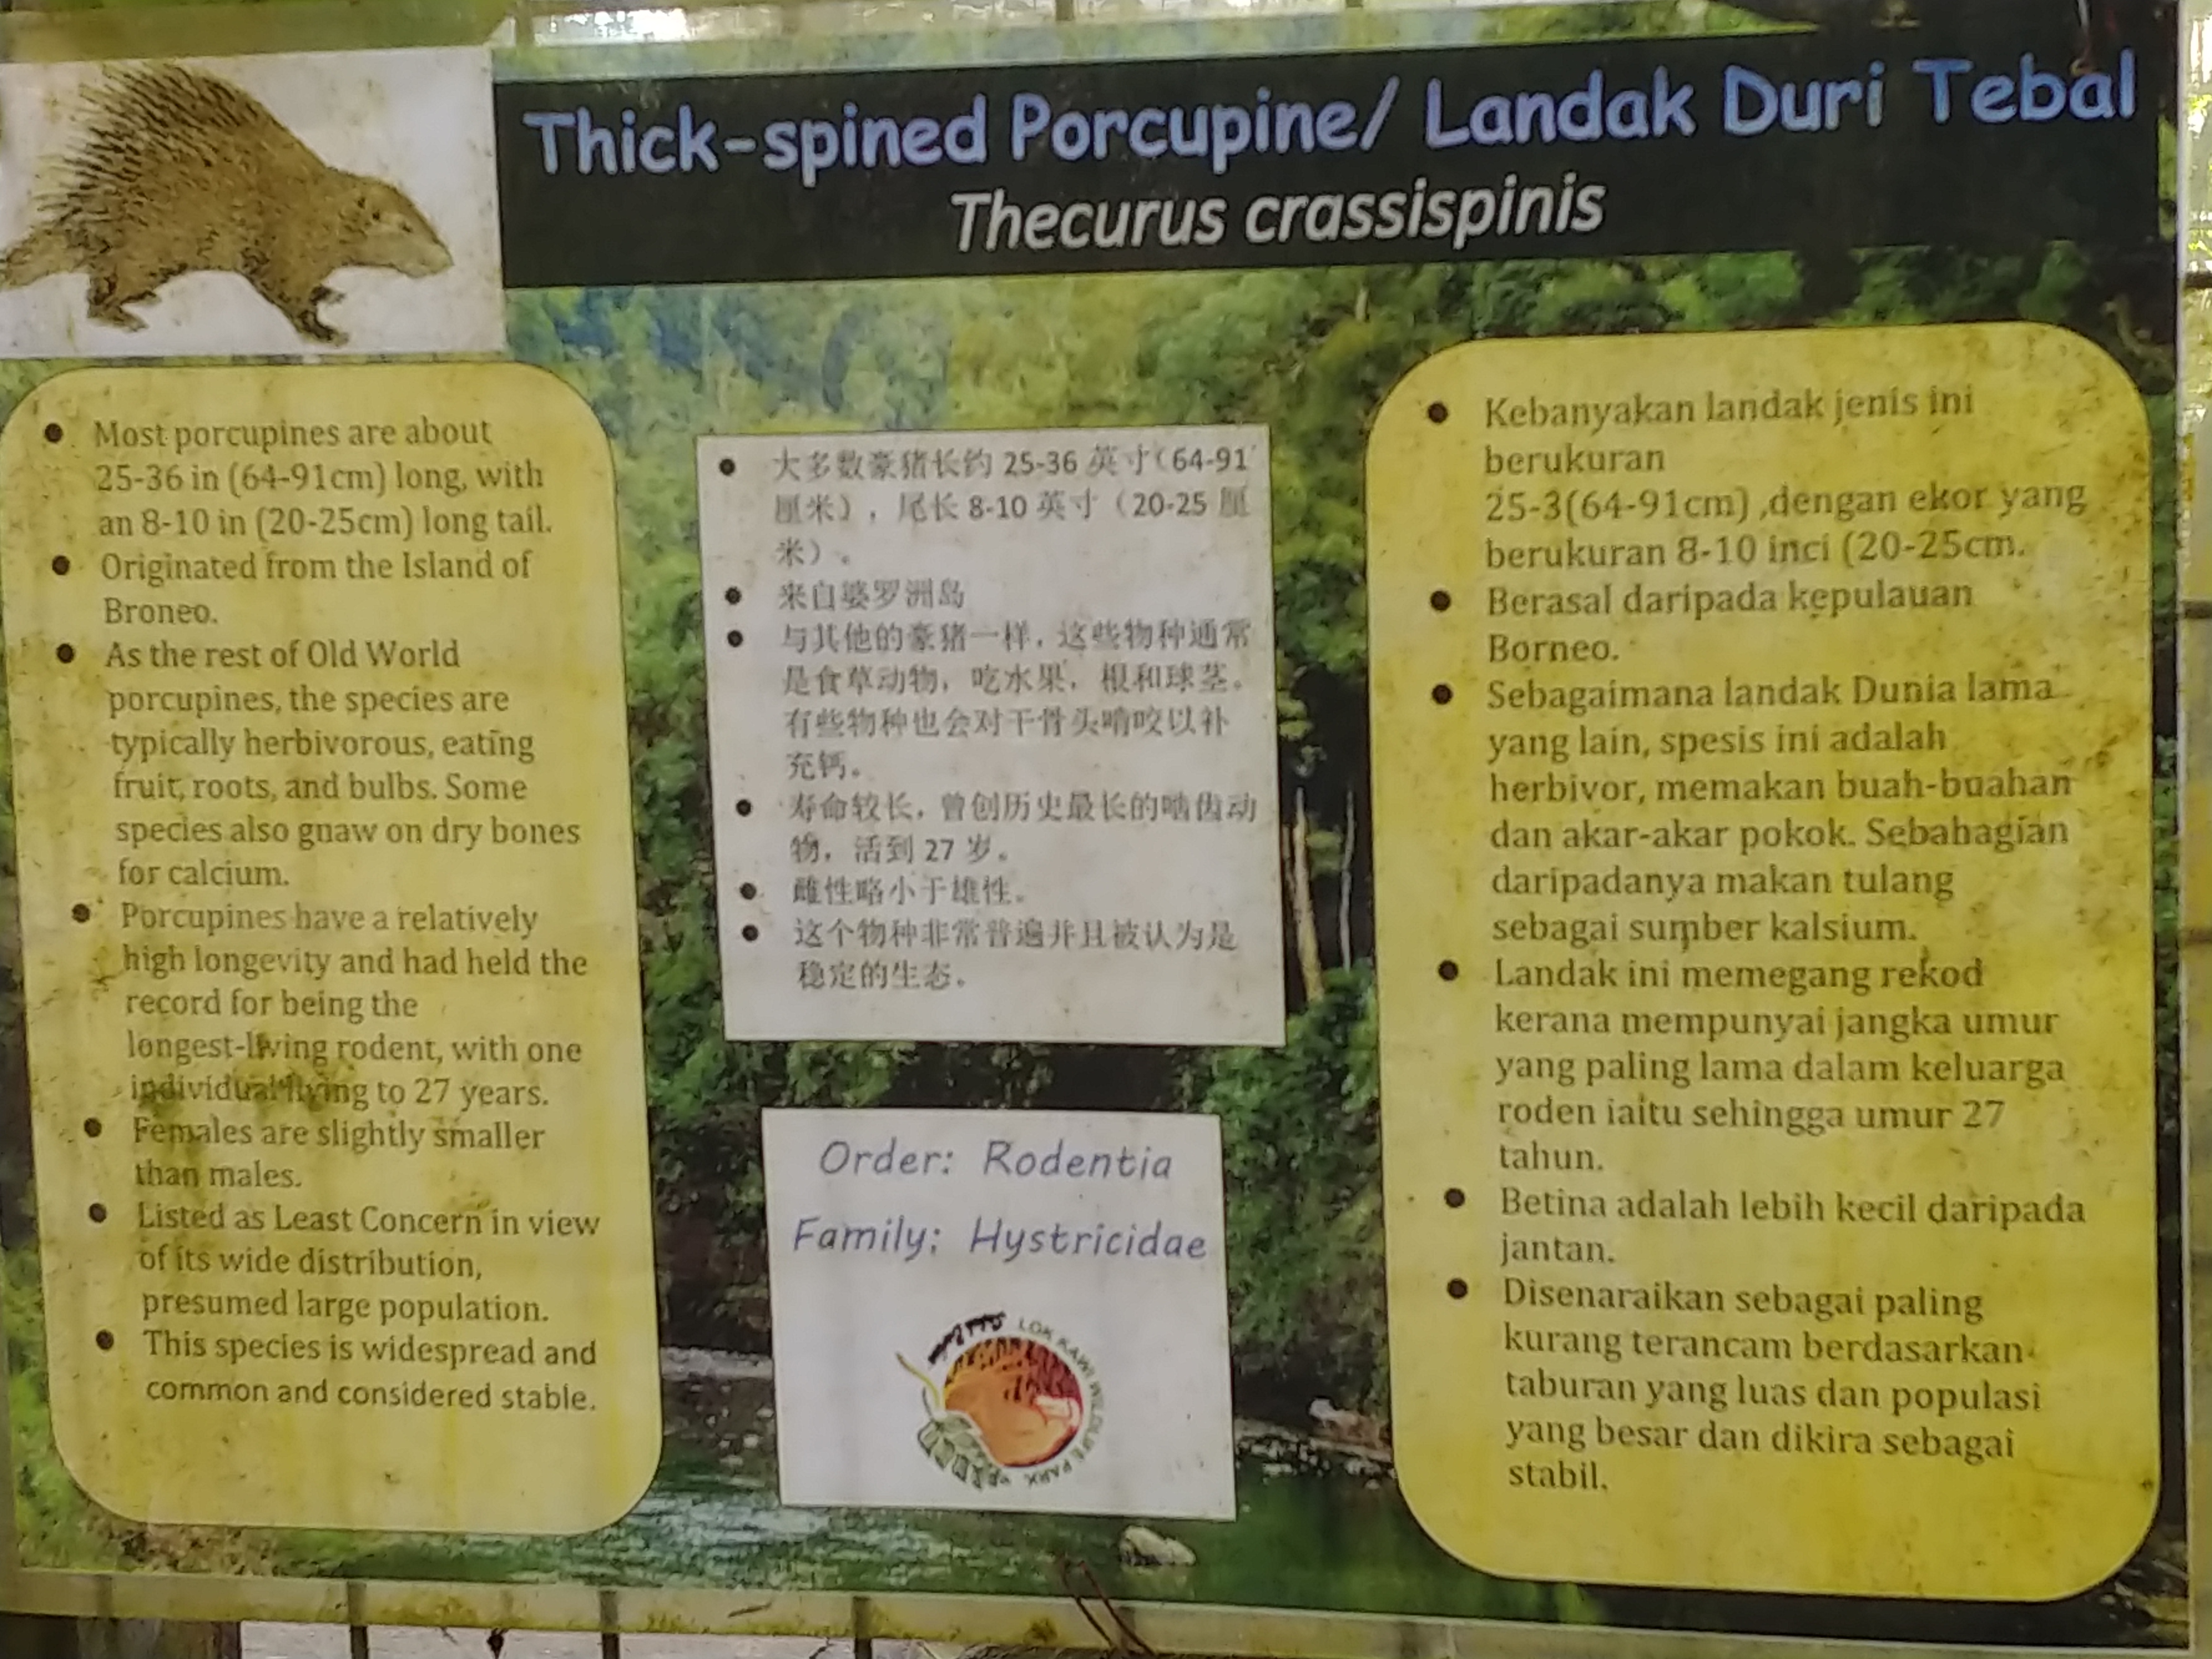 Thick-spined Porcupine/ Landak Duri Tebal
Thecurus crassispinis
Most porcupines are about
25-36 in (64-91cm) long, with
an 8-10 in (20-25cm) long tail.
Originated from the Island of
Broneo.
As the rest of Old World
porcupines, the species are
typically herbivorous, eating
fruit, roots, and bulbs. Some
species also gnaw on dry bones
for calcium.
Porcupines have a relatively
high longevity and had held the
record for being the
longest-living rodent, with one
individual living to 27 years.
Females are slightly smaller
than males.
Listed as Least Concern in view
of its wide distribution,
presumed large population.
This species is widespread and
common and considered stable.
大多数豪猪长约 25-36 英寸（64-91
厘米），尾长 8-10 英寸（20-25 厘
米）。
来自婆罗洲岛
与其他的豪猪一样，这些物种通常
是食草动物，吃水果，根和球茎。
有些物种也会对干骨头啃咬以补
充钙。
寿命较长，曾创历史最长的啮齿动
物，活到 27 岁。
雌性略小于雄性。
这个物种非常普遍并且被认为是
稳定的生态。
Order: Rodentia
Family: Hystricidae
LOK KAWI WILDLIFE PARK
Kebanyakan landak jenis ini
berukuran
25-3(64-91cm) ,dengan ekor yang
berukuran 8-10 inci (20-25cm.
Berasal daripada kepulauan
Borneo.
Sebagaimana landak Dunia lama
yang lain, spesis ini adalah
herbivor, memakan buah-buahan
dan akar-akar pokok. Sebahagian
daripadanya makan tulang
sebagai sumber kalsium.
Landak ini memegang rekod
kerana mempunyai jangka umur
yang paling lama dalam keluarga
roden iaitu sehingga umur 27
tahun.
Betina adalah lebih kecil daripada
jantan.
Disenaraikan sebagai paling
kurang terancam berdasarkan
taburan yang luas dan populasi
yang besar dan dikira sebagai
stabil.